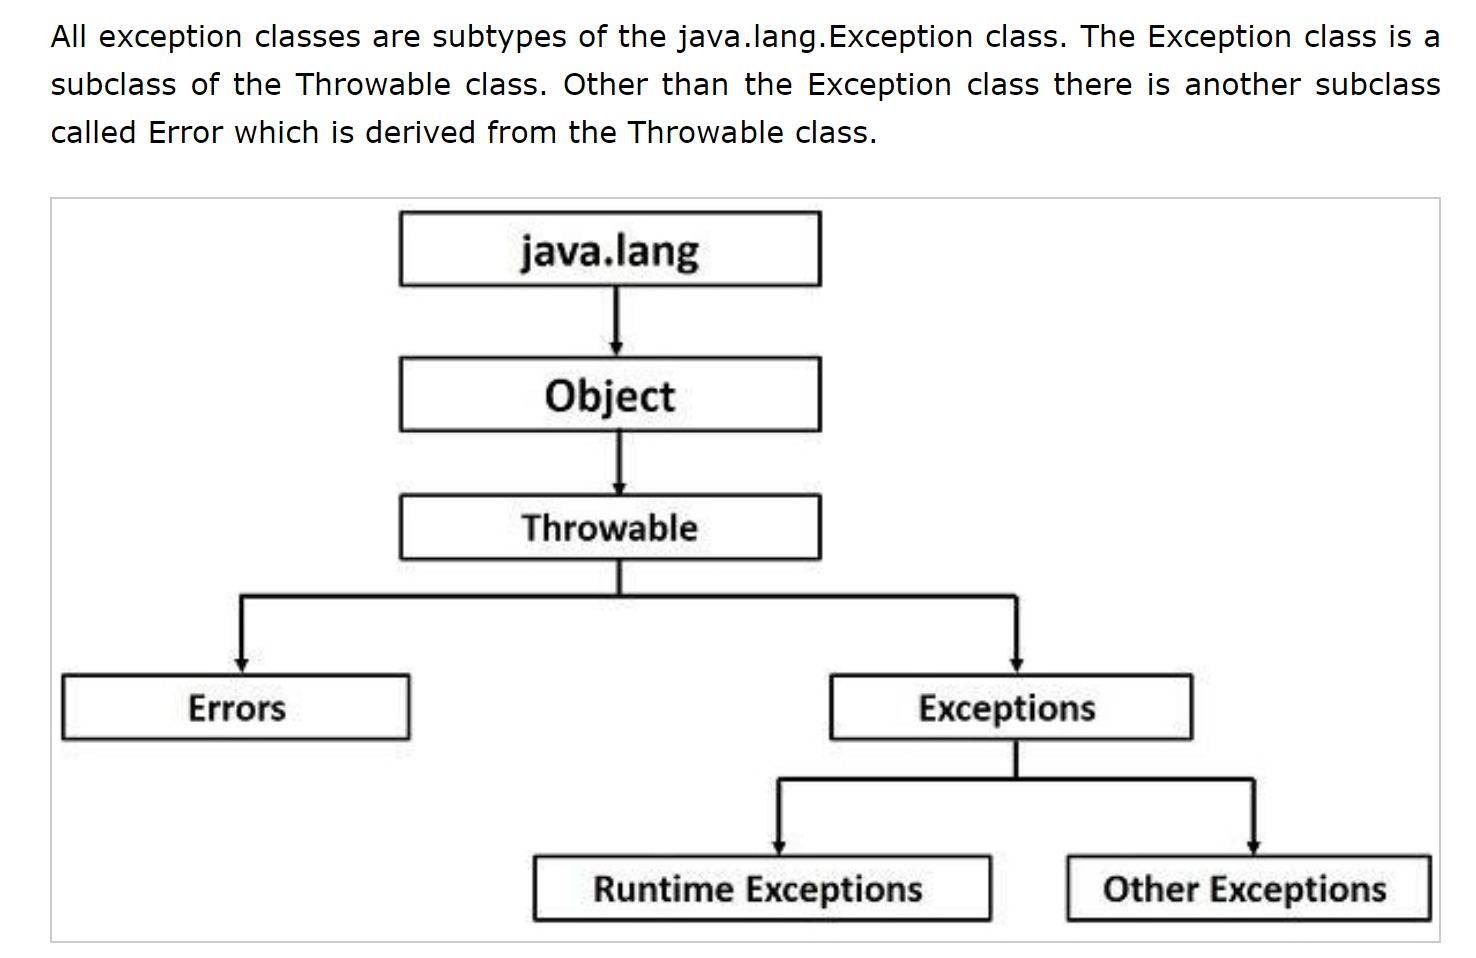 All exception classes are subtypes of the java.lang.Exception class. The Exception class is a
subclass of the Throwable class. Other than the Exception class there is another subclass
called Error which is derived from the Throwable class.
java.lang
Object
Throwable
Errors
Exceptions
Runtime Exceptions
Other Exceptions